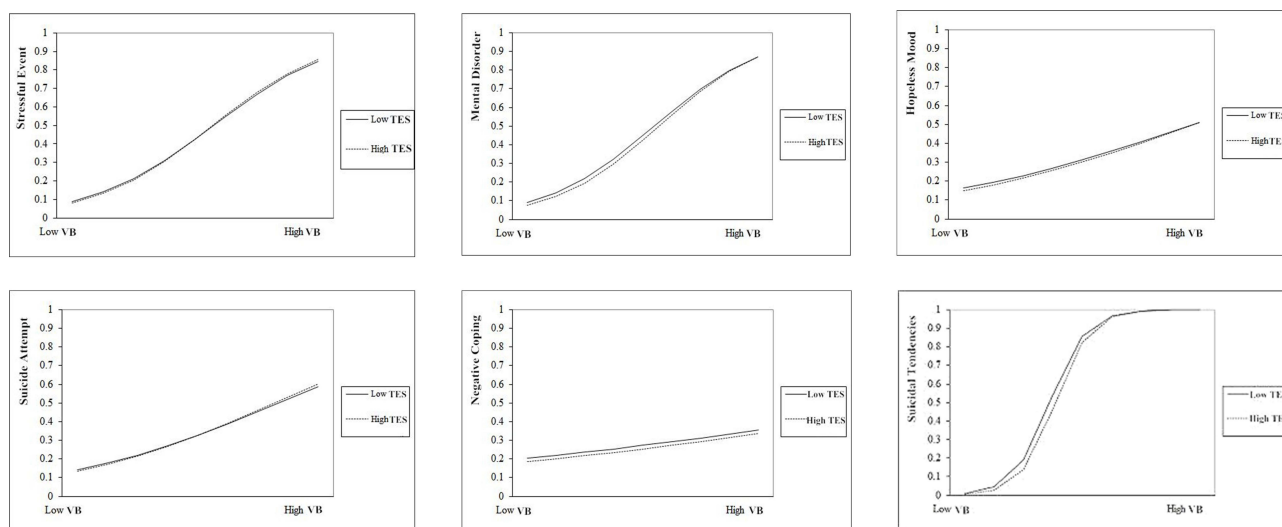 Stressful Event
1
0.9
0.8
0.7
0.6
0.5
0.4
0.3
0.2
0.1
0
Low VB
High VB
Low TES
High TES
Mental Disorder
1
0.9
0.8
0.7
0.6
0.5
0.4
0.3
0.2
0.1
0
Low VB
High VB
Low TES
HighTES
Hopeless Mood
1
0.9
0.8
0.7
0.6
0.5
0.4
0.3
0.2
0.1
0
Low VB
High VB
Low TES
HighTES
Suicide Attempt
1
0.9
0.8
0.7
0.6
0.5
0.4
0.3
0.2
0.1
0
Low VB
High VB
Low TES
HighTES
Negative Coping
1
0.9
0.8
0.7
0.6
0.5
0.4
0.3
0.2
0.1
0
Low VB
High VB
Low TES
High TES
Suicidal Tendencies
1
0.9
0.8
0.7
0.6
0.5
0.4
0.3
0.2
0.1
0
Low VB
High VB
Low TE
High TE